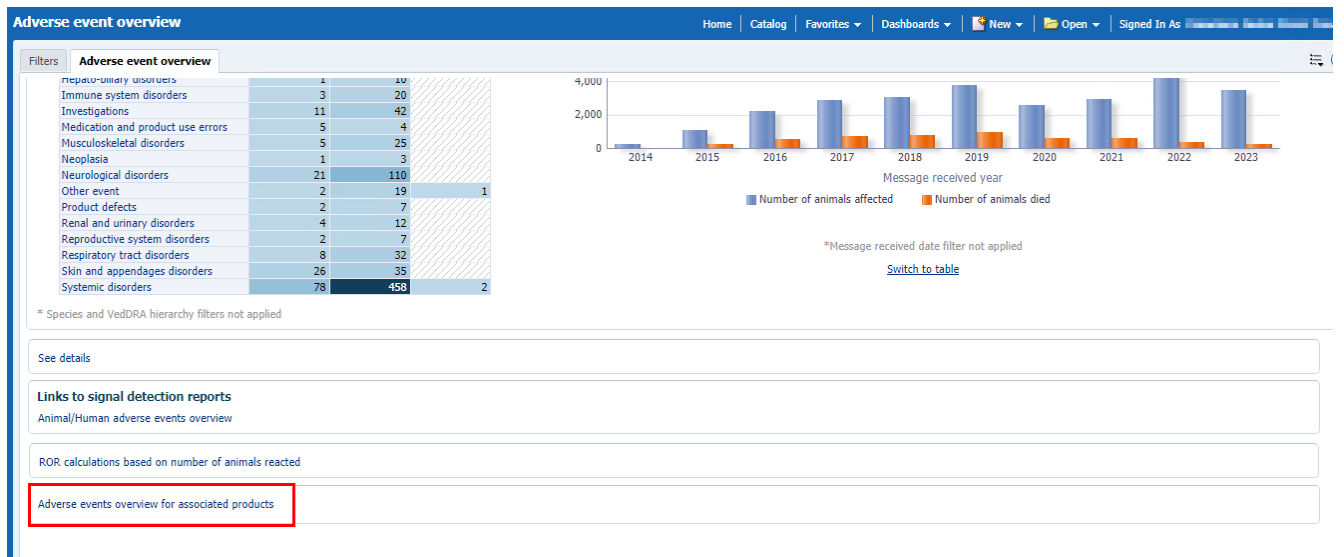 Adverse event overview
Home Catalog Favorites Dashboards New Open Signed In As
Filters Adverse event overview
Hepato-biliary disorders 1 10
Immune system disorders 3 20
Investigations 11 42
Medication and product use errors 5 4
Musculoskeletal disorders 5 25
Neoplasia 1 3
Neurological disorders 21 110
Other event 2 19 1
Product defects 2 7
Renal and urinary disorders 4 12
Reproductive system disorders 2 7
Respiratory tract disorders 8 32
Skin and appendages disorders 26 35
Systemic disorders 78 458 2
* Species and VedDRA hierarchy filters not applied
4,000
2,000
0
2014 2015 2016 2017 2018 2019 2020 2021 2022 2023
Message received year
Number of animals affected Number of animals died
*Message received date filter not applied
Switch to table
See details
Links to signal detection reports
Animal/Human adverse events overview
ROR calculations based on number of animals reacted
Adverse events overview for associated products